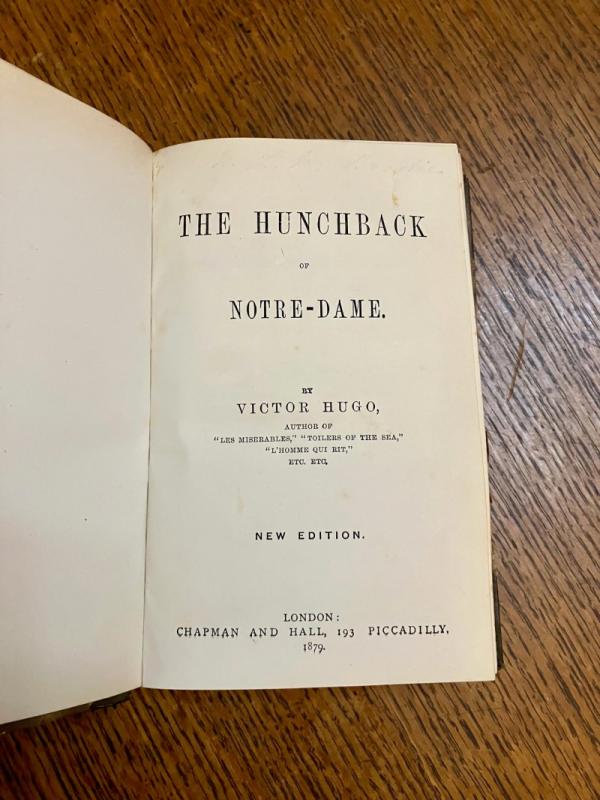 THE HUNCHBACK
OF
NOTRE-DAME.
BY
VICTOR HUGO,
AUTHOR OF
"LES MISERABLES," "TOILERS OF THE SEA,"
"L'HOMME QUI RIT,"
ETC. ETC.
NEW EDITION.
LONDON:
CHAPMAN AND HALL, 193 PICCADILLY.
1879.